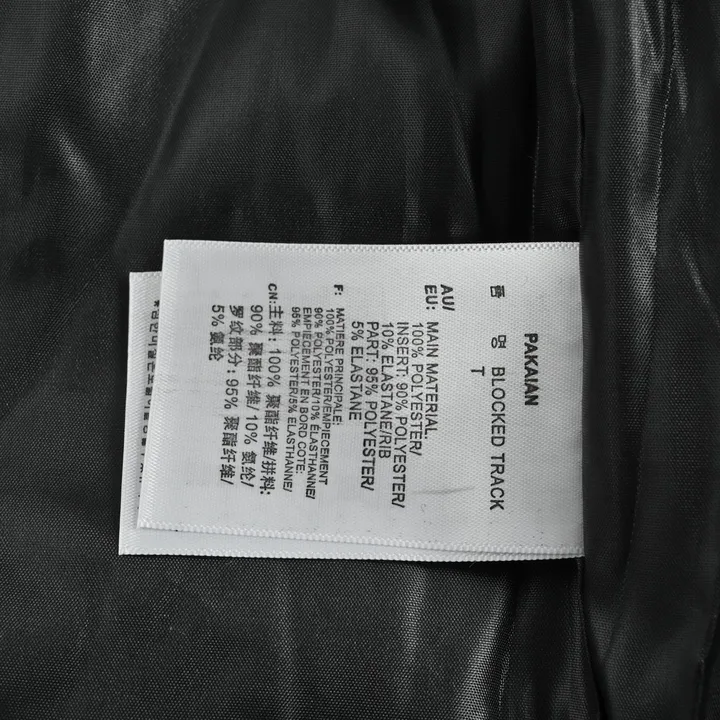 PAKAIAN
품 명 BLOCKED TRACK
T
AU/
EU: MAIN MATERIAL.
100% POLYESTER/
INSERT: 90% POLYESTER/
10% ELASTANE/RIB
PART: 95% POLYESTER/
5% ELASTANE
F: MATIERE PRINCIPALE:
100% POLYESTER/EMPIECEMENT
90% POLYESTER/10% ÉLASTHANNE/
EMPIECEMENT EN BORD COTE:
95% POLYESTER/5% ELASTHANNE/
CN:主料: 100% 聚酯纤维/拼料:
90% 聚酯纤维/10% 氨纶/
罗纹部分: 95% 聚酯纤维/
5% 氨纶